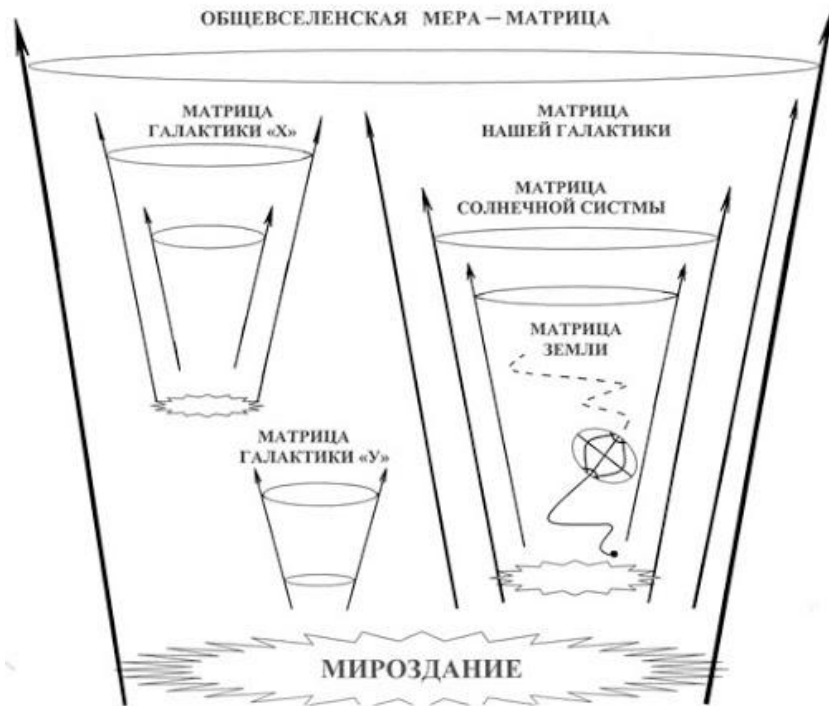 ОБЩЕВСЕЛЕНСКАЯ МЕРА – МАТРИЦА
МАТРИЦА
ГАЛАКТИКИ «Х»
МАТРИЦА
НАШЕЙ ГАЛАКТИКИ
МАТРИЦА
СОЛНЕЧНОЙ СИСТМЫ
МАТРИЦА
ЗЕМЛИ
МАТРИЦА
ГАЛАКТИКИ «У»
МИРОЗДАНИЕ